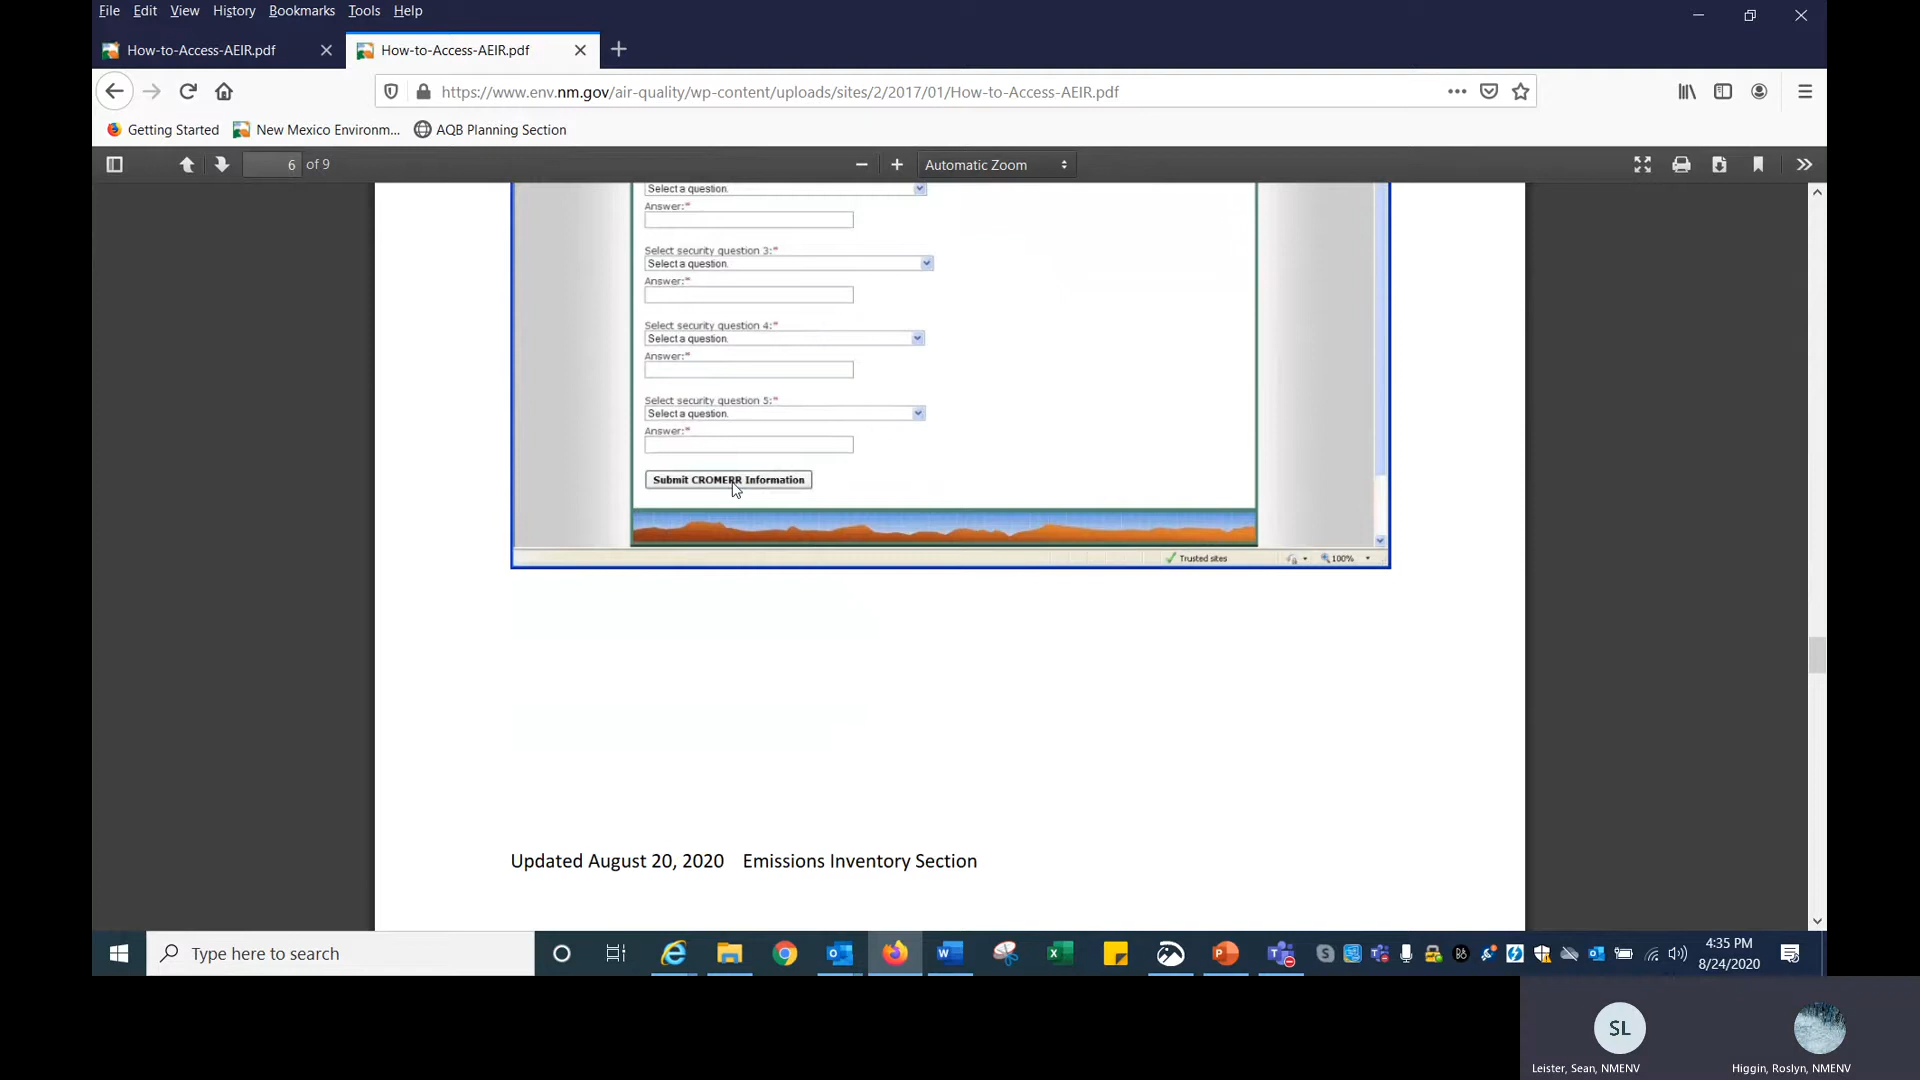 File Edit View History Bookmarks Tools Help
How-to-Access-AEIR.pdf How-to-Access-AEIR.pdf
https://www.env.nm.gov/air-quality/wp-content/uploads/sites/2/2017/01/How-to-Access-AEIR.pdf
Getting Started New Mexico Environm... AQB Planning Section
6 of 9 Automatic Zoom
Select a question.
Answer:*
Select security question 3:*
Select a question.
Answer:*
Select security question 4:*
Select a question.
Answer:*
Select security question 5:*
Select a question.
Answer:*
Submit CROMERR Information
Trusted sites 100%
Updated August 20, 2020 Emissions Inventory Section
Type here to search
4:35 PM
8/24/2020
SL
Leister, Sean, NMENV Higgin, Roslyn, NMENV